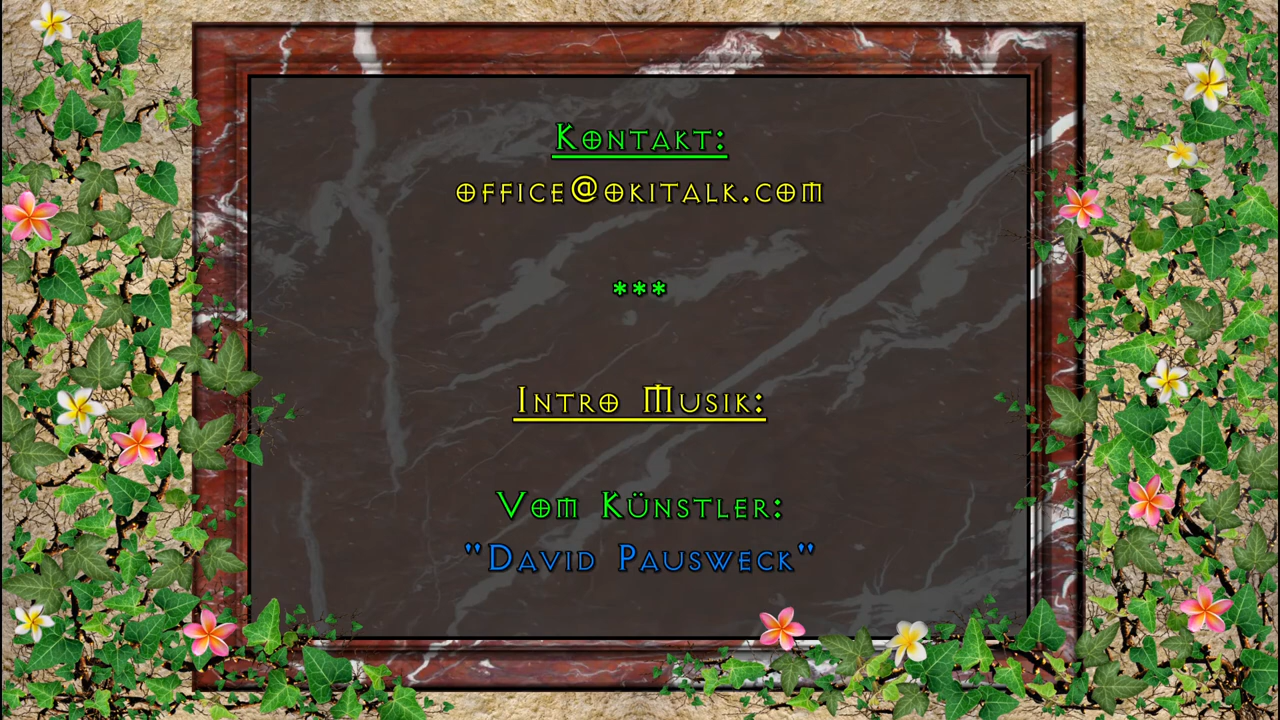 Kontakt:
office@okitalk.com
***
Intro Musik:
Vom Künstler:
"David Pausweck"